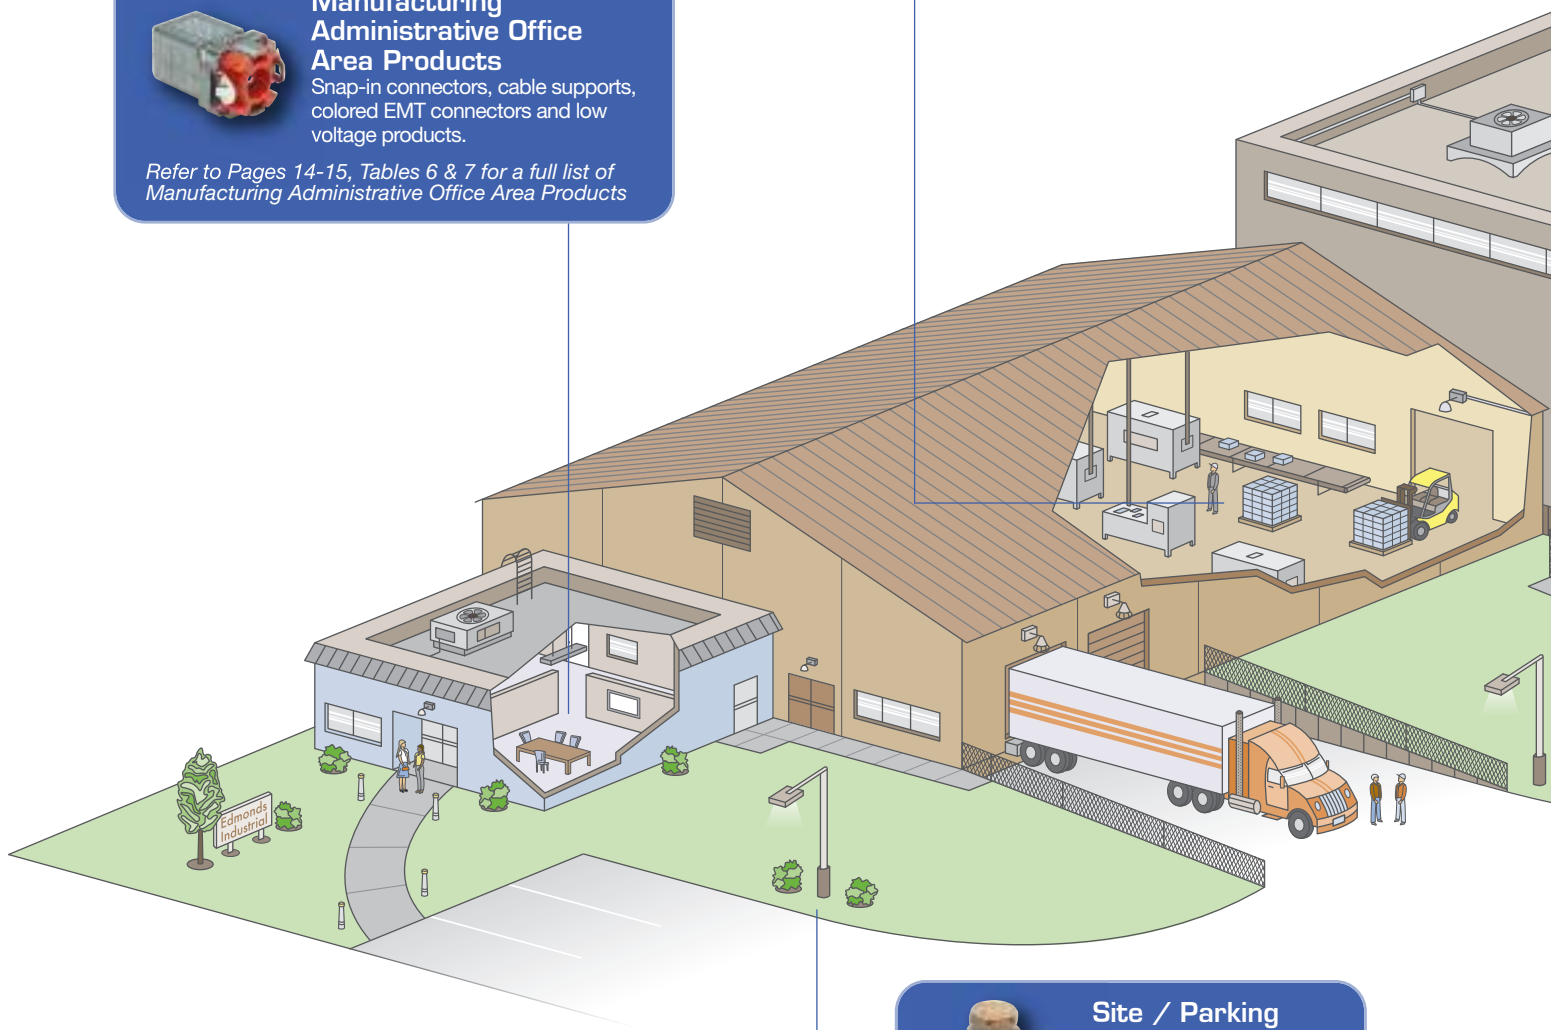 Manufacturing
Administrative Office
Area Products
Snap-in connectors, cable supports,
colored EMT connectors and low
voltage products.
Refer to Pages 14-15, Tables 6 & 7 for a full list of
Manufacturing Administrative Office Area Products
Edmonds
Industrial
Site / Parking